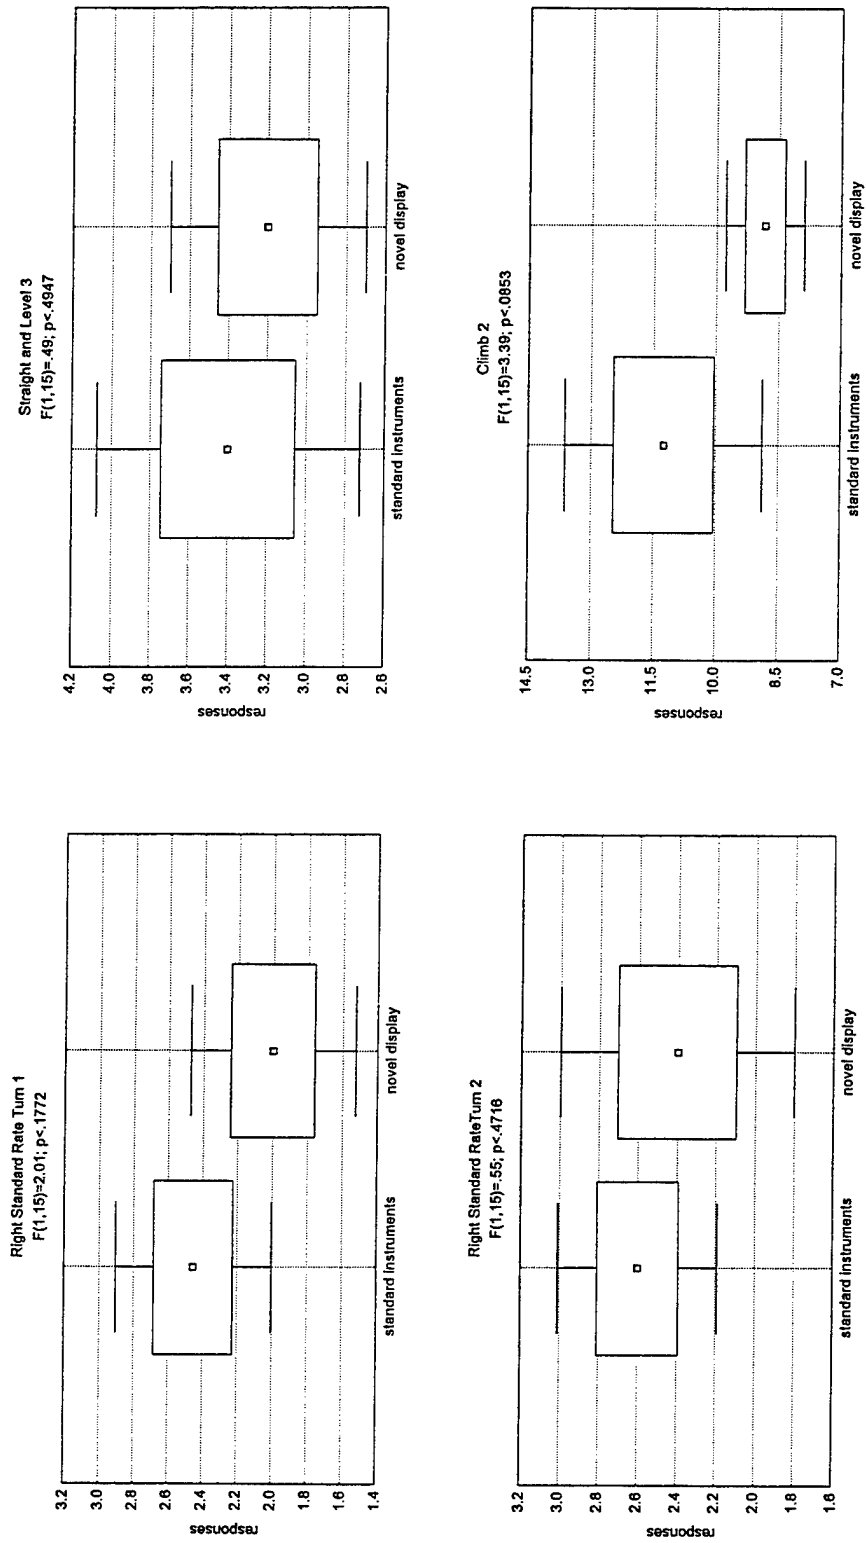 Right Standard Rate Turn 1
F(1,15)=2.01; p<.1772
responses
3.2
3.0
2.8
2.6
2.4
2.2
2.0
1.8
1.6
1.4
standard instruments
novel display
Straight and Level 3
F(1,15)=.49; p<.4947
responses
4.2
4.0
3.8
3.6
3.4
3.2
3.0
2.8
2.6
standard instruments
novel display
Right Standard RateTurn 2
F(1,15)=.55; p<.4716
responses
3.2
3.0
2.8
2.6
2.4
2.2
2.0
1.8
1.6
standard instruments
novel display
Climb 2
F(1,15)=3.39; p<.0853
responses
14.5
13.0
11.5
10.0
8.5
7.0
standard instruments
novel display